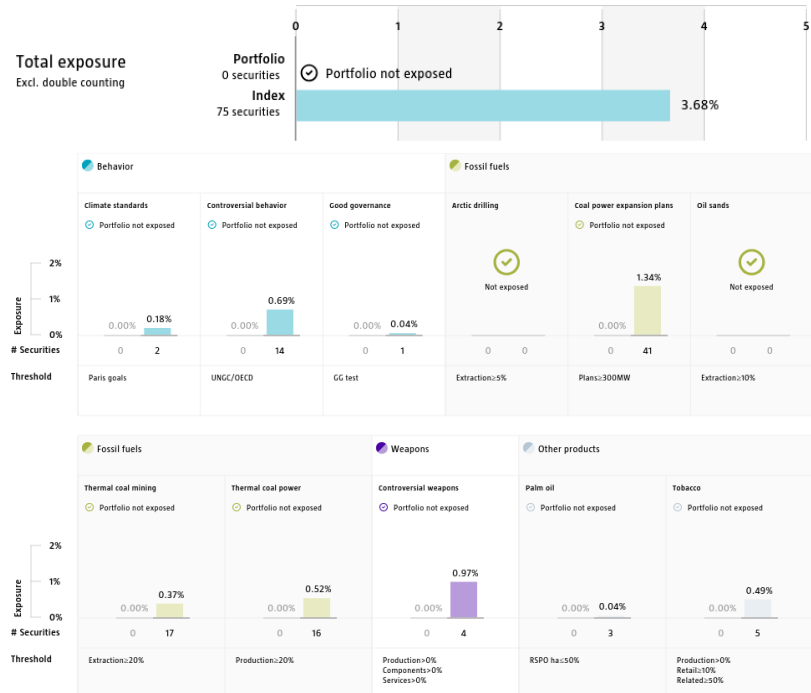 0 1 2 3 4 5
Total exposure
Excl. double counting
Portfolio
0 securities
Portfolio not exposed
Index
75 securities
3.68%
Behavior
Fossil fuels
Climate standards Controversial behavior Good governance Arctic drilling Coal power expansion plans Oil sands
Portfolio not exposed Portfolio not exposed Portfolio not exposed Portfolio not exposed
Not exposed Not exposed
Exposure
2%
1%
0%
0.00% 0.18% 0.00% 0.69% 0.00% 0.04% 0.00% 1.34%
# Securities 0 2 0 14 0 1 0 0 0 41 0 0
Threshold Paris goals UNGC/OECD GG test Extraction≥5% Plans≥300MW Extraction≥10%
Fossil fuels
Weapons
Other products
Thermal coal mining Thermal coal power Controversial weapons Palm oil Tobacco
Portfolio not exposed Portfolio not exposed Portfolio not exposed Portfolio not exposed Portfolio not exposed
Exposure
2%
1%
0%
0.00% 0.37% 0.00% 0.52% 0.00% 0.97% 0.00% 0.04% 0.00% 0.49%
# Securities 0 17 0 16 0 4 0 3 0 5
Threshold Extraction≥20% Production≥20% Production>0% RSPO ha≤50% Production>0%
Components>0% Retail≥10%
Services>0% Related≥50%